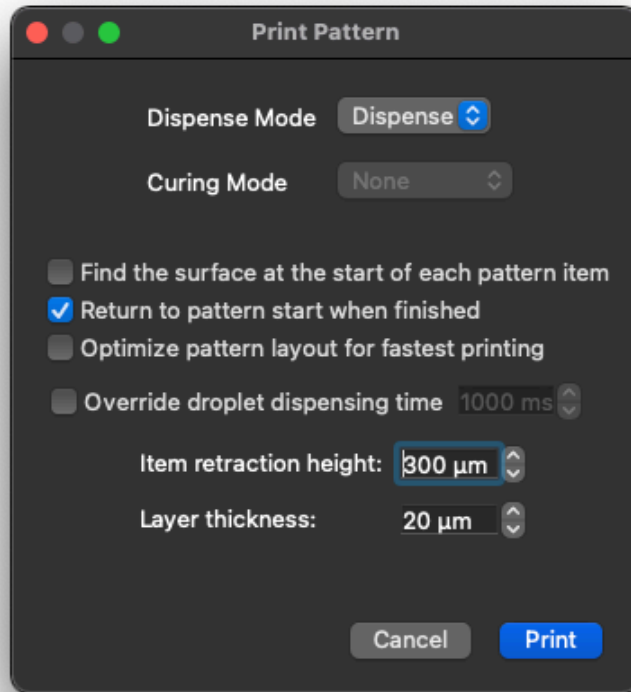 Print Pattern
Dispense Mode Dispense
Curing Mode None
Find the surface at the start of each pattern item
Return to pattern start when finished
Optimize pattern layout for fastest printing
Override droplet dispensing time 1000 ms
Item retraction height: 300 µm
Layer thickness: 20 µm
Cancel Print